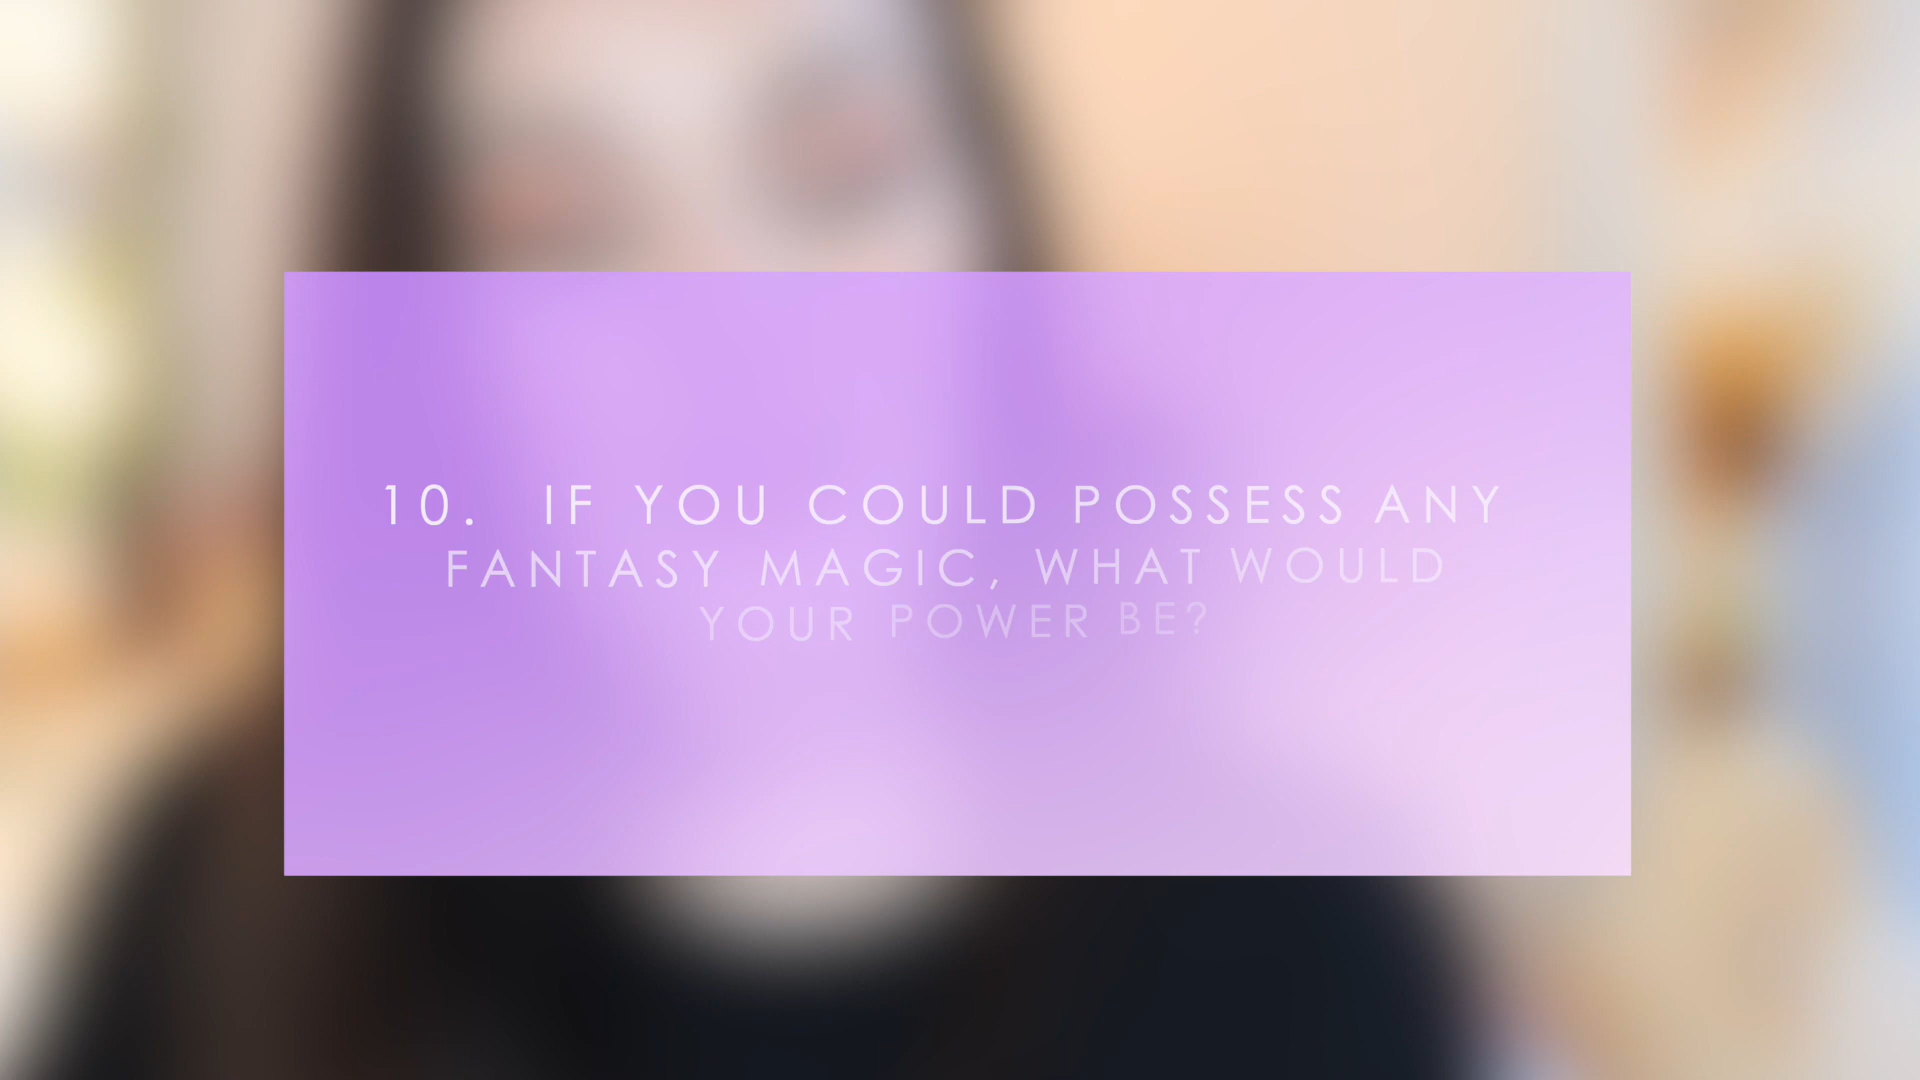 10. IF YOU COULD POSSESS ANY
FANTASY MAGIC, WHAT WOULD
YOUR POWER BE?